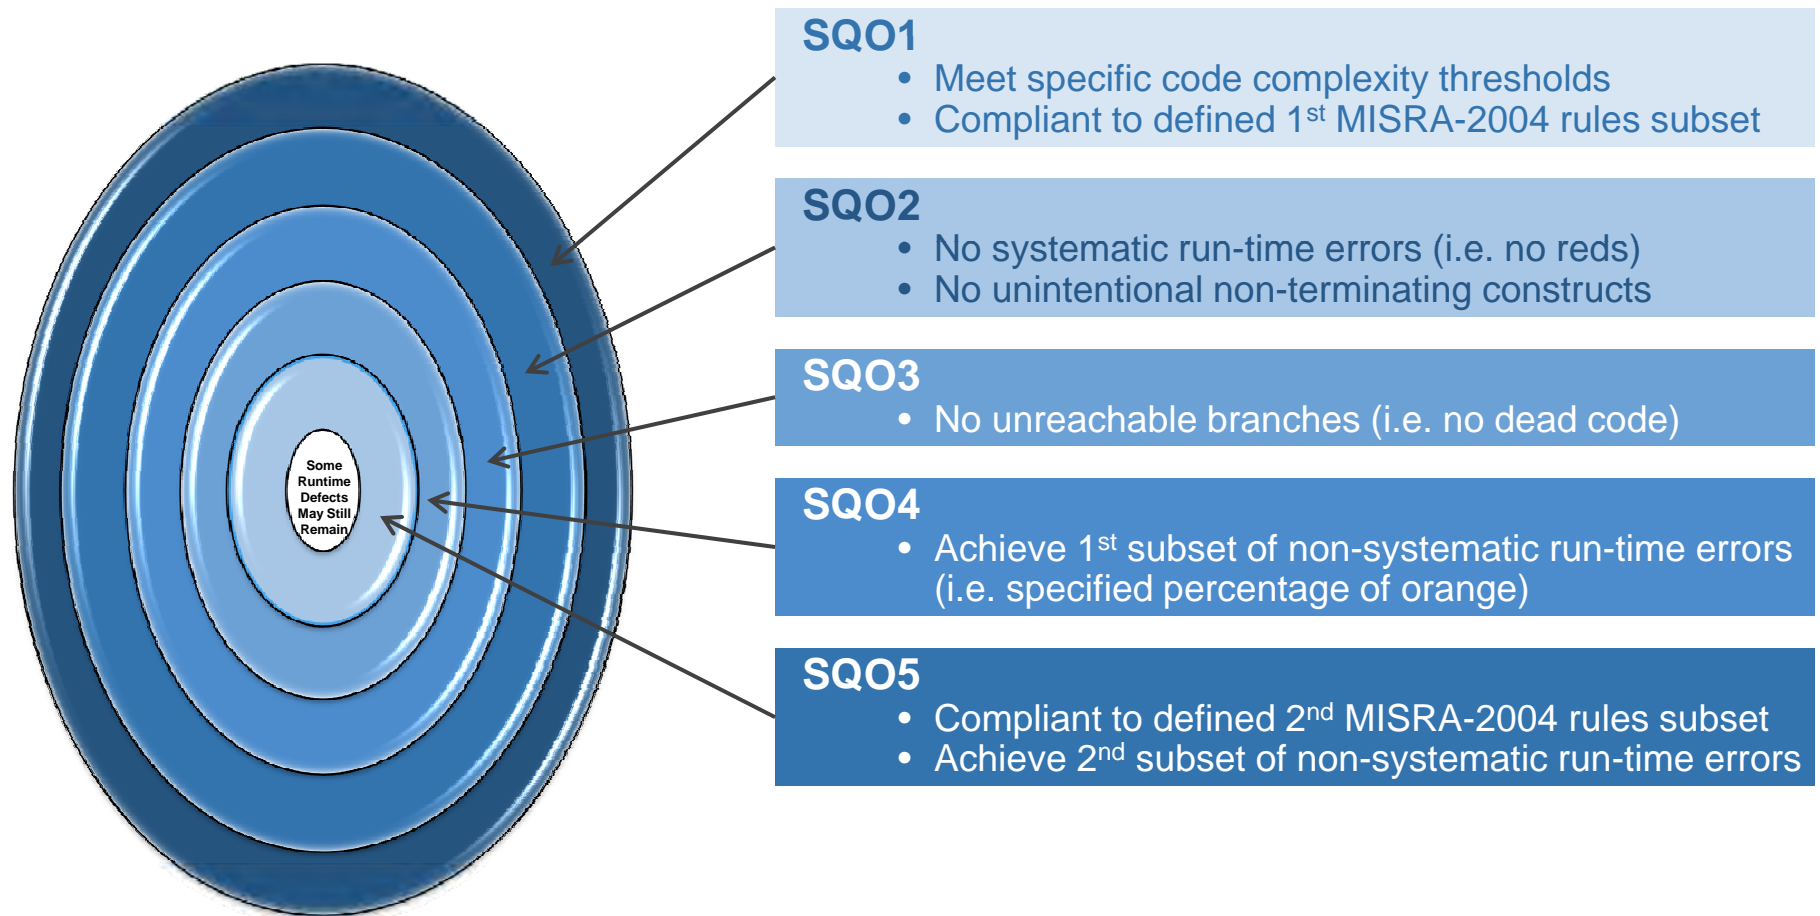 SQO1
• Meet specific code complexity thresholds
• Compliant to defined 1st MISRA-2004 rules subset
SQO2
• No systematic run-time errors (i.e. no reds)
• No unintentional non-terminating constructs
SQO3
• No unreachable branches (i.e. no dead code)
SQO4
• Achieve 1st subset of non-systematic run-time errors
(i.e. specified percentage of orange)
SQO5
• Compliant to defined 2nd MISRA-2004 rules subset
• Achieve 2nd subset of non-systematic run-time errors
Some
Runtime
Defects
May Still
Remain